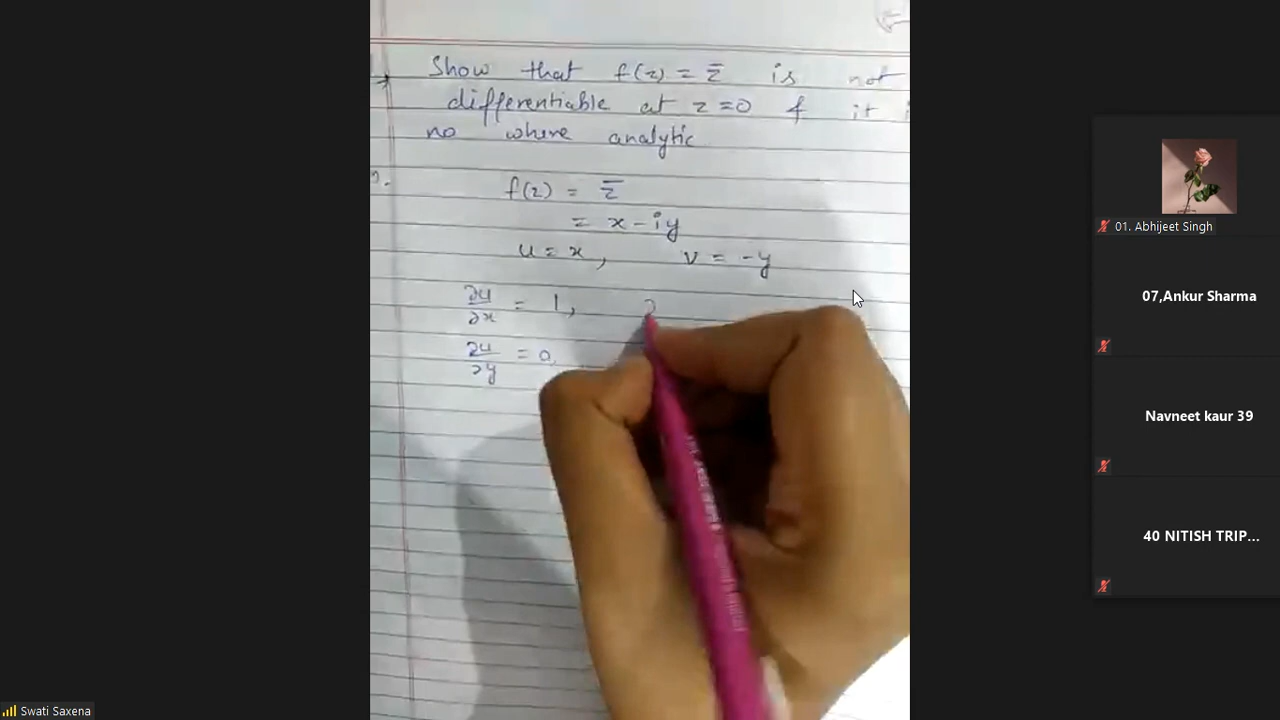 Show that f(z) = z̄ is not
differentiable at z=0 & it i
no where analytic
f(z) = z̄
= x - iy
u = x, v = -y
∂u/∂x = 1, ∂
∂u/∂y = 0,
01. Abhijeet Singh
07,Ankur Sharma
Navneet kaur 39
40 NITISH TRIP...
Swati Saxena